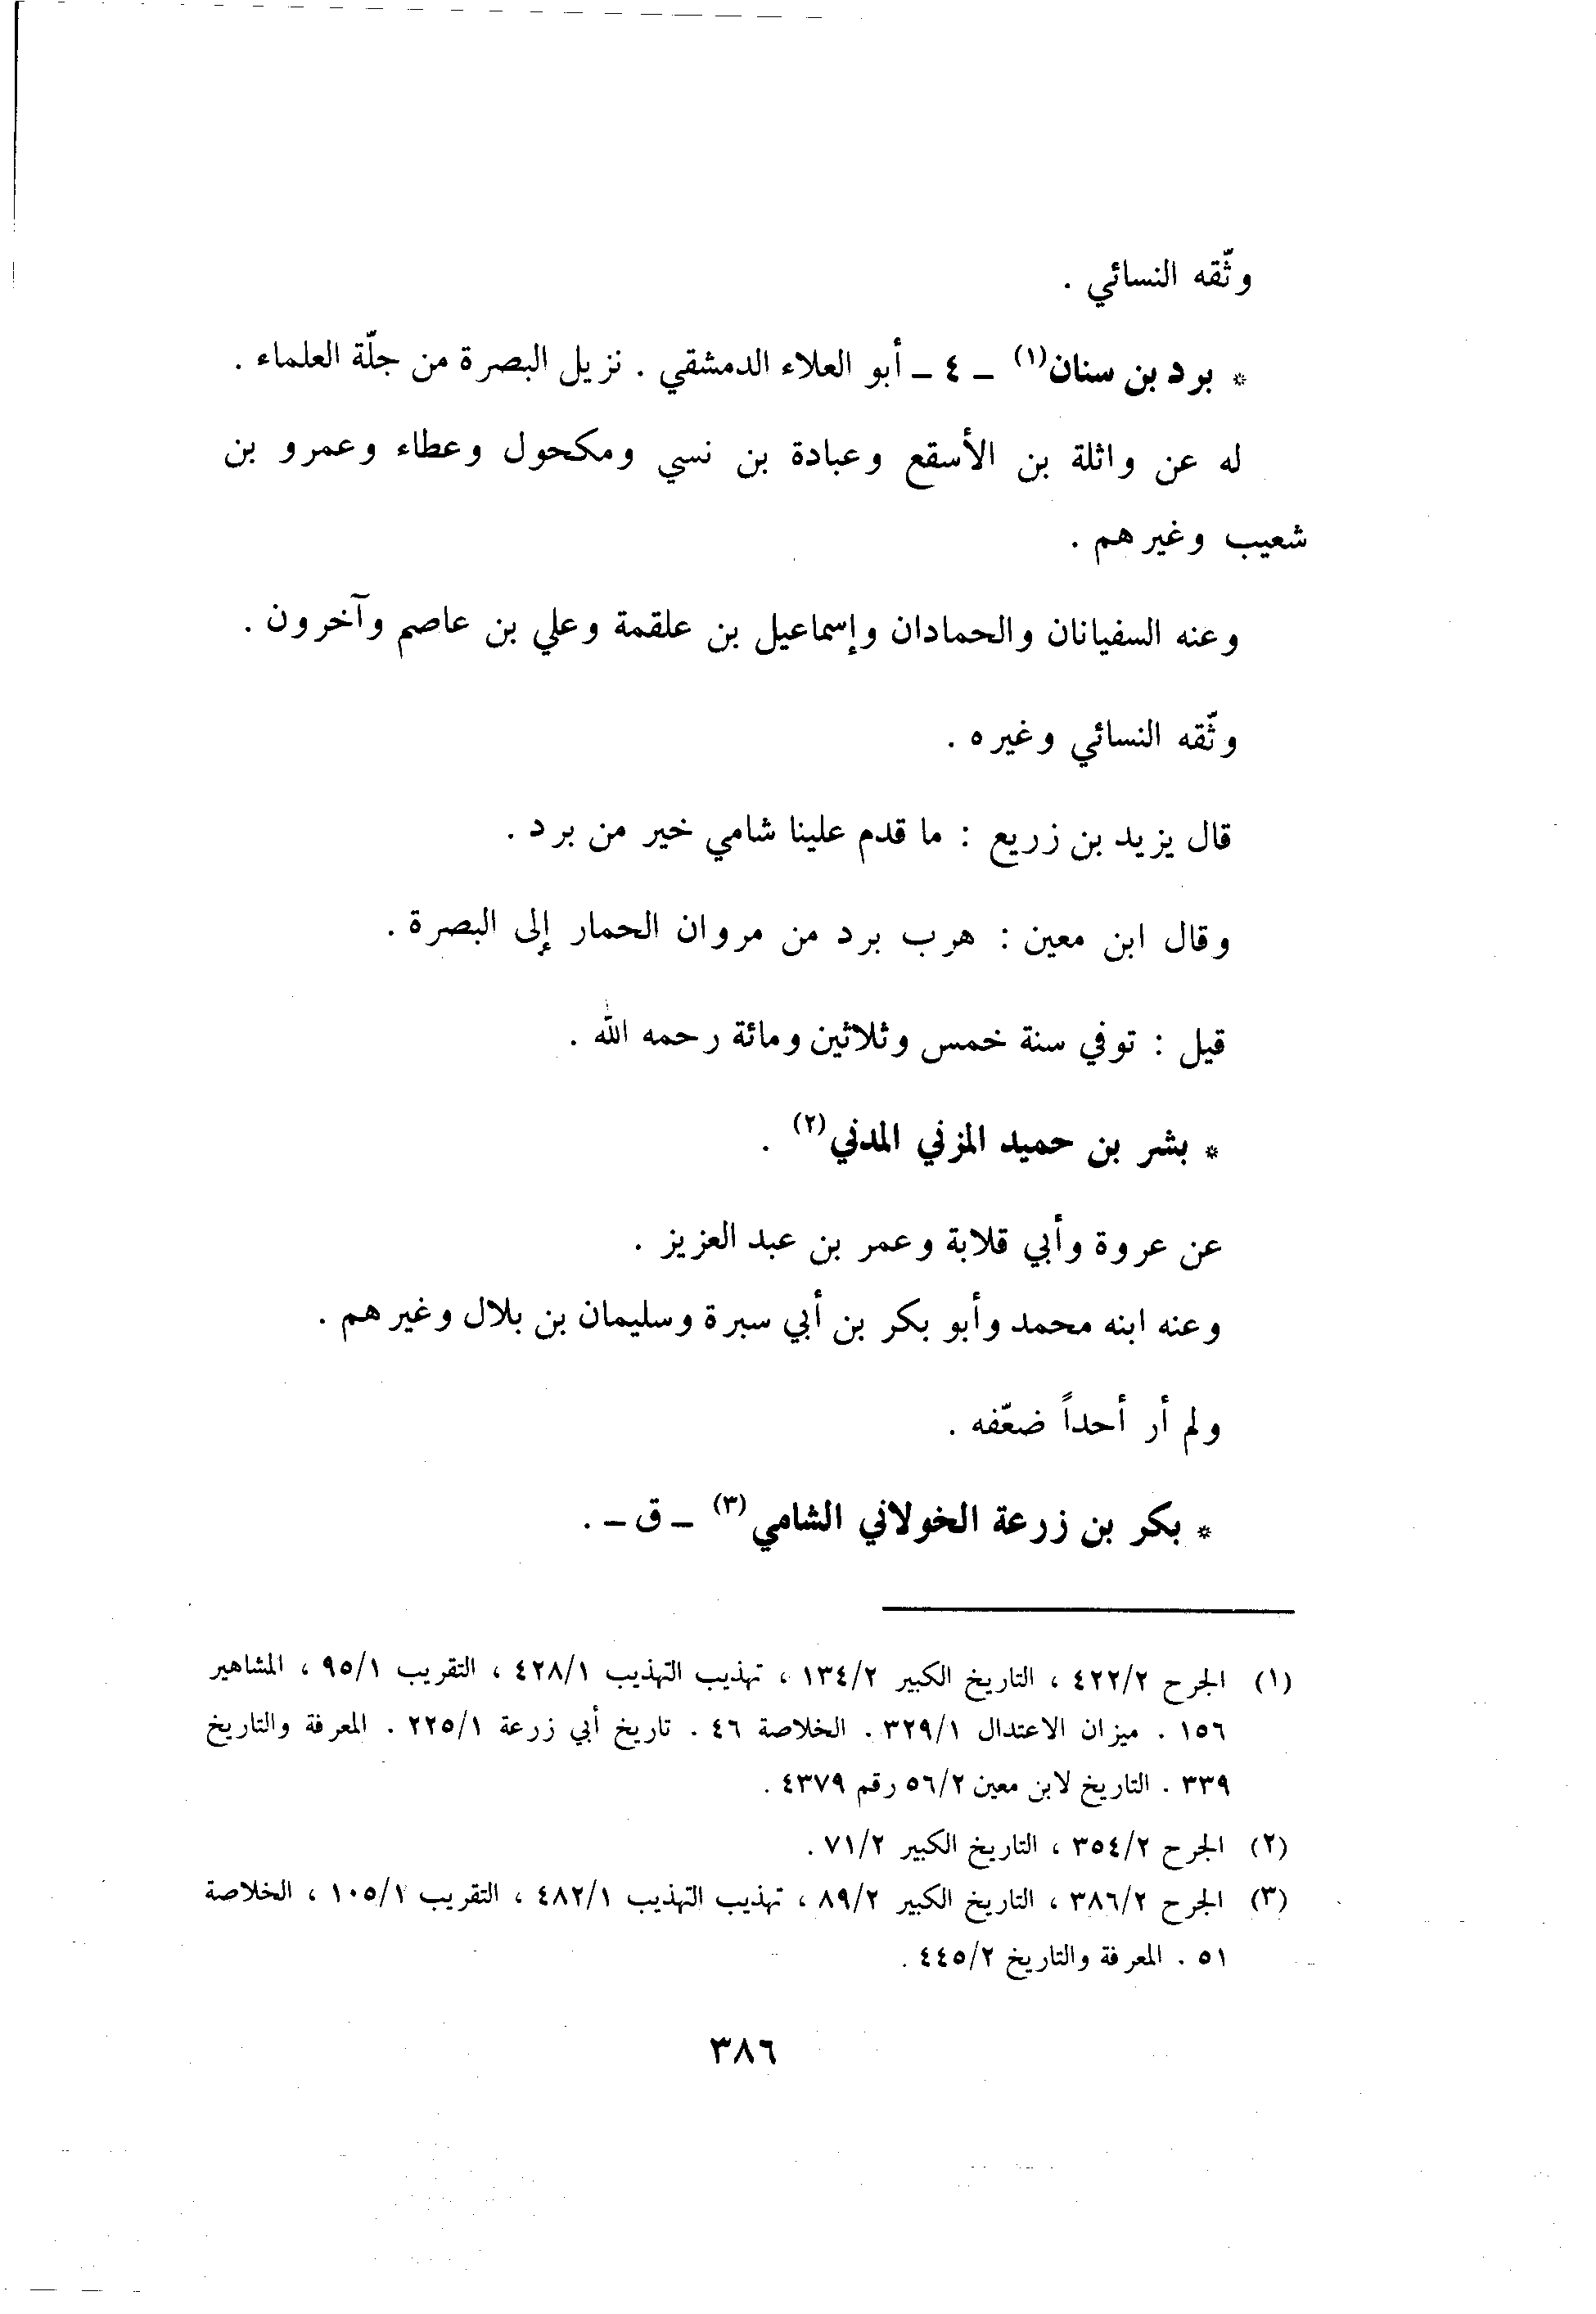 وثّقه النسائي .
* برد بن سنان(١) ـ ٤ ـ أبو العلاء الدمشقي . نزيل البصرة من جلّة العلماء .
له عن واثلة بن الأسقع وعبادة بن نسي ومكحول وعطاء وعمرو بن
شعيب وغيرهم .
وعنه السفيانان والحمادان وإسماعيل بن علقمة وعلي بن عاصم وآخرون .
وثّقه النسائي وغيره .
قال يزيد بن زريع : ما قدم علينا شامي خير من برد .
وقال ابن معين : هرب برد من مروان الحمار إلى البصرة .
قيل : توفي سنة خمس وثلاثين ومائة رحمه الله .
* بشر بن حميد المزني المدني(٢) .
عن عروة وأبي قلابة وعمر بن عبد العزيز .
وعنه ابنه محمد وأبو بكر بن أبي سبرة وسليمان بن بلال وغيرهم .
ولم أر أحداً ضعّفه .
* بكر بن زرعة الخولاني الشامي(٣) ـ ق ـ .
(١) الجرح ٤٢٢/٢ ، التاريخ الكبير ١٣٤/٢ ، تهذيب التهذيب ٤٢٨/١ ، التقريب ٩٥/١ ، المشاهير
١٥٦ . ميزان الاعتدال ٣٢٩/١ . الخلاصة ٤٦ . تاريخ أبي زرعة ٢٢٥/١ . المعرفة والتاريخ
٣٣٩ . التاريخ لابن معين ٥٦/٢ رقم ٤٣٧٩ .
(٢) الجرح ٣٥٤/٢ ، التاريخ الكبير ٧١/٢ .
(٣) الجرح ٣٨٦/٢ ، التاريخ الكبير ٨٩/٢ ، تهذيب التهذيب ٤٨٢/١ ، التقريب ١٠٥/١ ، الخلاصة
٥١ . المعرفة والتاريخ ٤٤٥/٢ .
٣٨٦